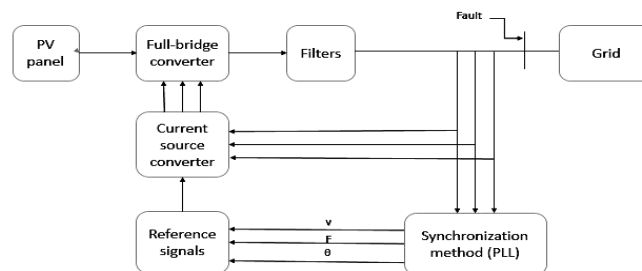 Fault
PV
panel
Full-bridge
converter
Filters
Grid
Current
source
converter
Reference
signals
v
F
θ
Synchronization
method (PLL)